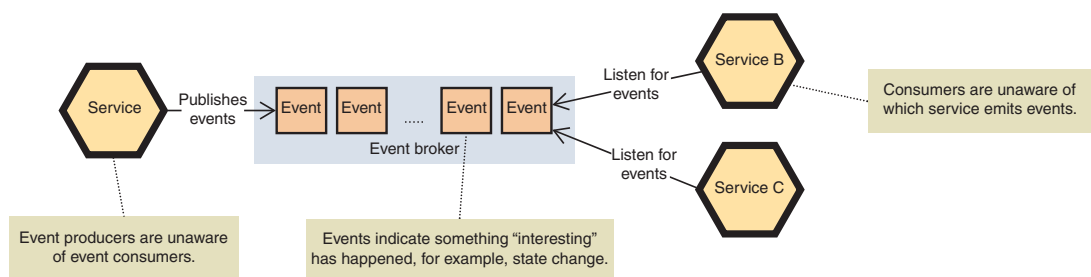 Service
Publishes
events
Event
Event
.....
Event
Event
Event broker
Listen for
events
Listen for
events
Service B
Service C
Consumers are unaware of
which service emits events.
Event producers are unaware
of event consumers.
Events indicate something “interesting”
has happened, for example, state change.